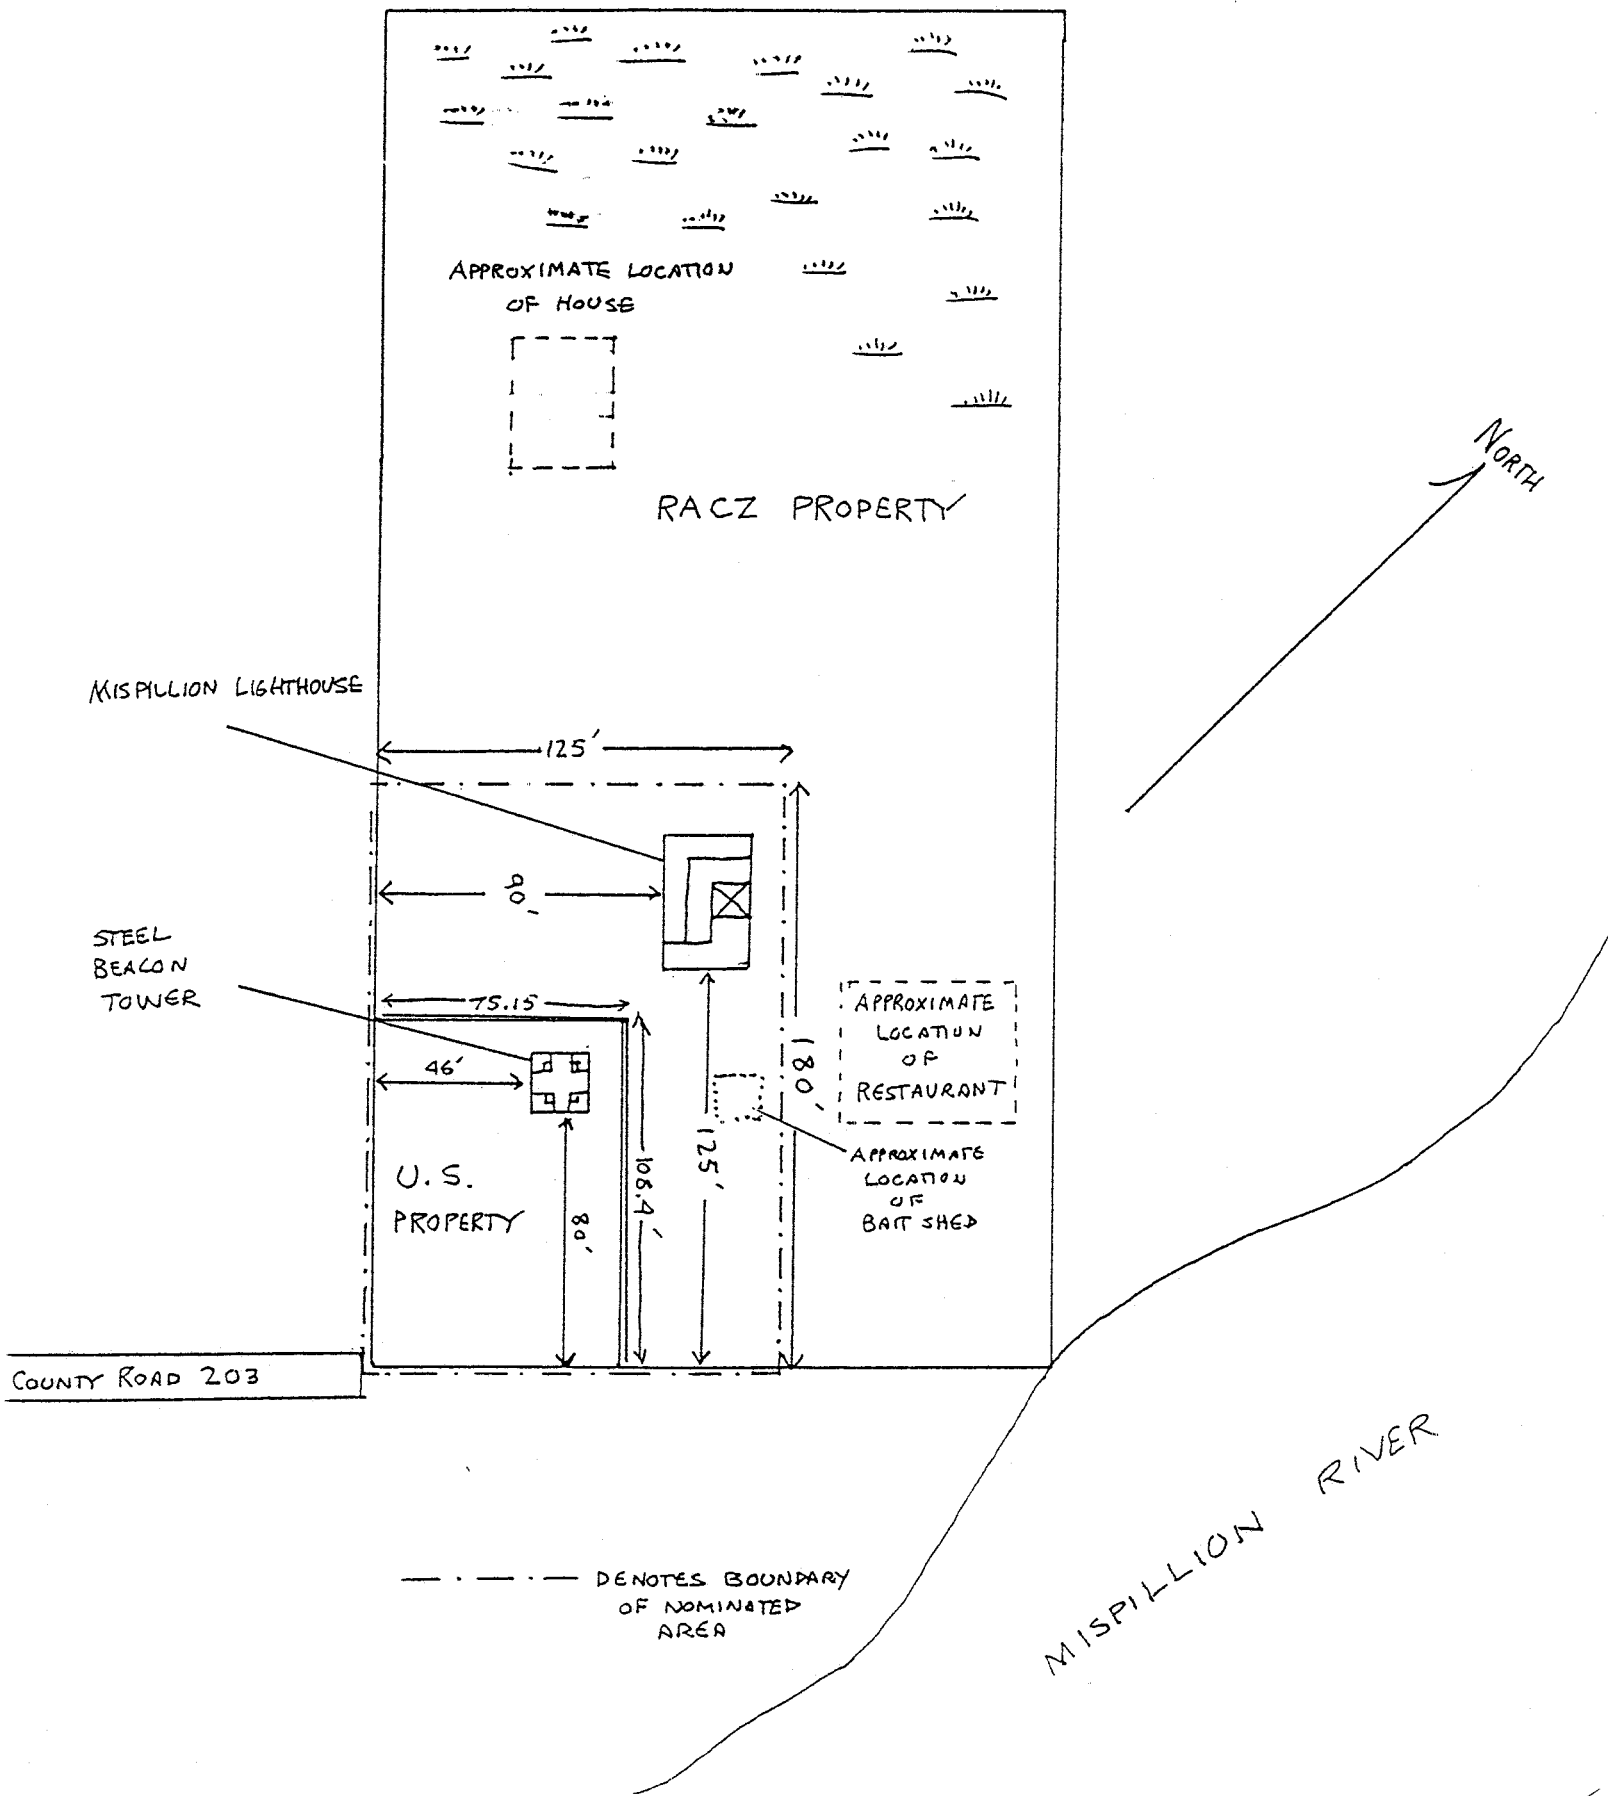 APPROXIMATE LOCATION
OF HOUSE
RACZ PROPERTY
NORTH
MISPILLION LIGHTHOUSE
125'
90'
STEEL
BEACON
TOWER
75.15
46'
180'
APPROXIMATE
LOCATION
OF
RESTAURANT
125'
108.4'
80'
U.S.
PROPERTY
APPROXIMATE
LOCATION
OF
BAIT SHED
COUNTY ROAD 203
MISPILLION RIVER
DENOTES BOUNDARY
OF NOMINATED
AREA